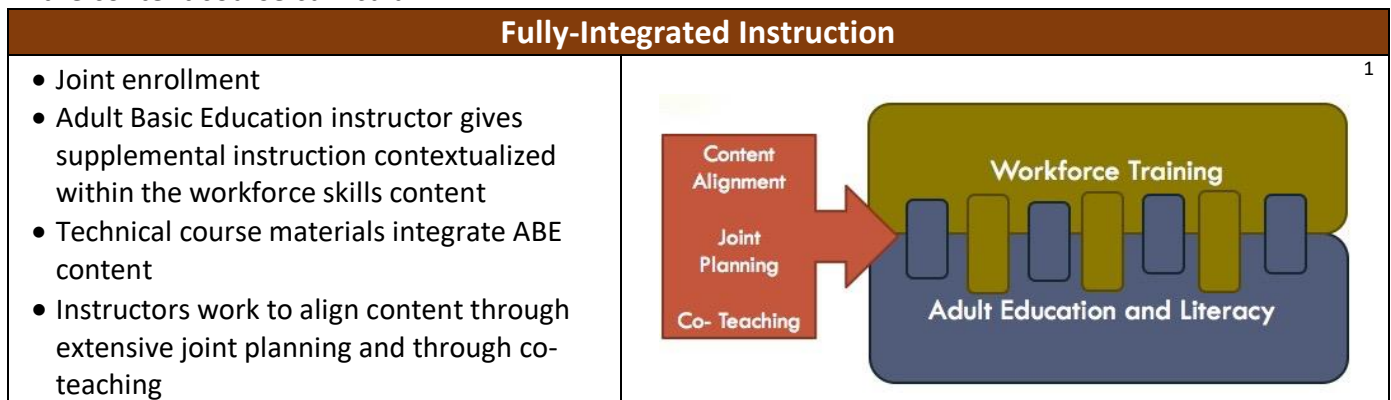 Fully-Integrated Instruction
• Joint enrollment
• Adult Basic Education instructor gives
supplemental instruction contextualized
within the workforce skills content
• Technical course materials integrate ABE
content
• Instructors work to align content through
extensive joint planning and through co-
teaching
1
Content
Alignment
Joint
Planning
Co- Teaching
Workforce Training
Adult Education and Literacy